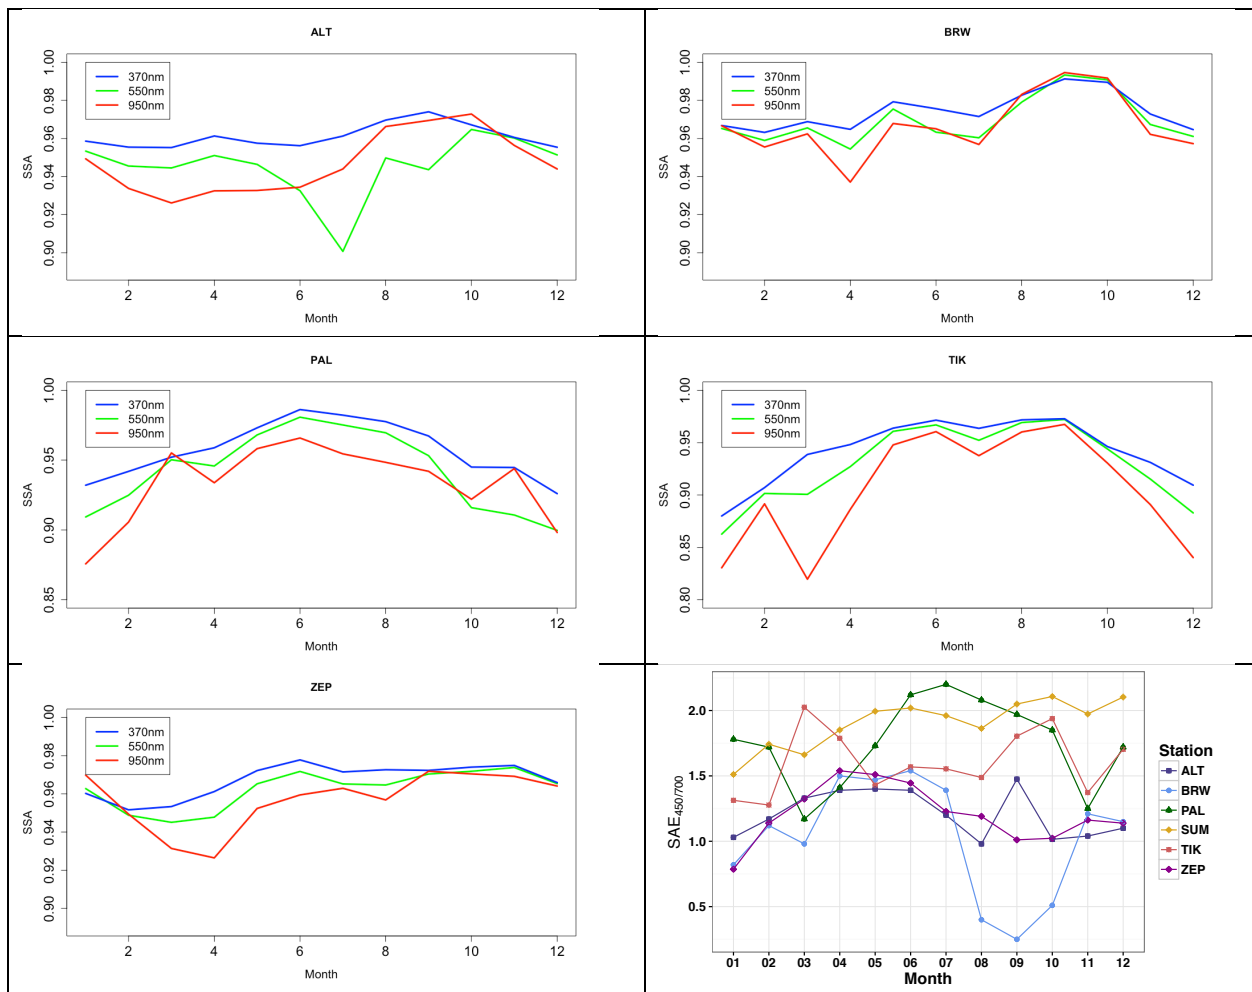 ALT
370nm
550nm
950nm
SSA
1.00
0.98
0.96
0.94
0.92
0.90
2 4 6 8 10 12
Month
BRW
370nm
550nm
950nm
SSA
1.00
0.98
0.96
0.94
0.92
0.90
2 4 6 8 10 12
Month
PAL
370nm
550nm
950nm
SSA
1.00
0.95
0.90
0.85
2 4 6 8 10 12
Month
TIK
370nm
550nm
950nm
SSA
1.00
0.95
0.90
0.85
0.80
2 4 6 8 10 12
Month
ZEP
370nm
550nm
950nm
SSA
1.00
0.98
0.96
0.94
0.92
0.90
2 4 6 8 10 12
Month
SAE450/700
2.0
1.5
1.0
0.5
01 02 03 04 05 06 07 08 09 10 11 12
Month
Station
ALT
BRW
PAL
SUM
TIK
ZEP